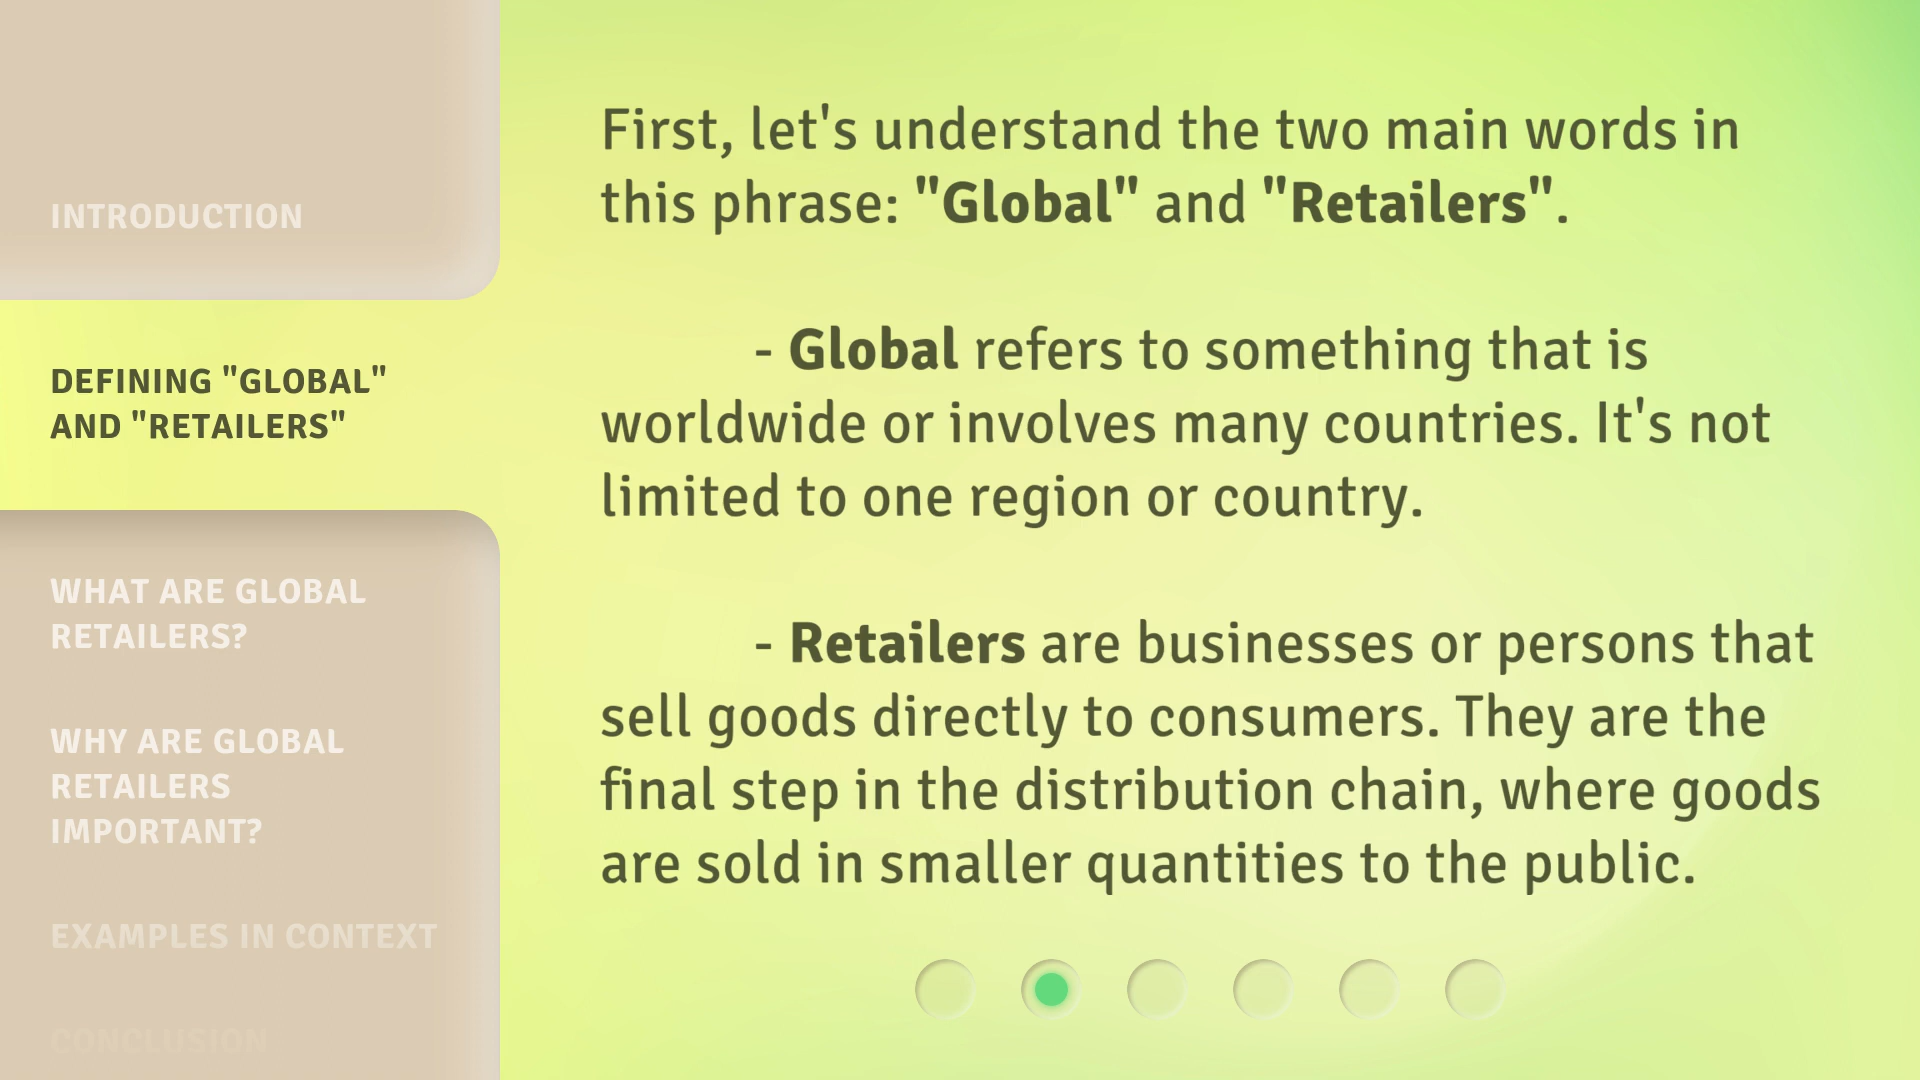 INTRODUCTION
DEFINING "GLOBAL"
AND "RETAILERS"
WHAT ARE GLOBAL
RETAILERS?
WHY ARE GLOBAL
RETAILERS
IMPORTANT?
EXAMPLES IN CONTEXT
CONCLUSION
First, let's understand the two main words in
this phrase: "Global" and "Retailers".
- Global refers to something that is
worldwide or involves many countries. It's not
limited to one region or country.
- Retailers are businesses or persons that
sell goods directly to consumers. They are the
final step in the distribution chain, where goods
are sold in smaller quantities to the public.